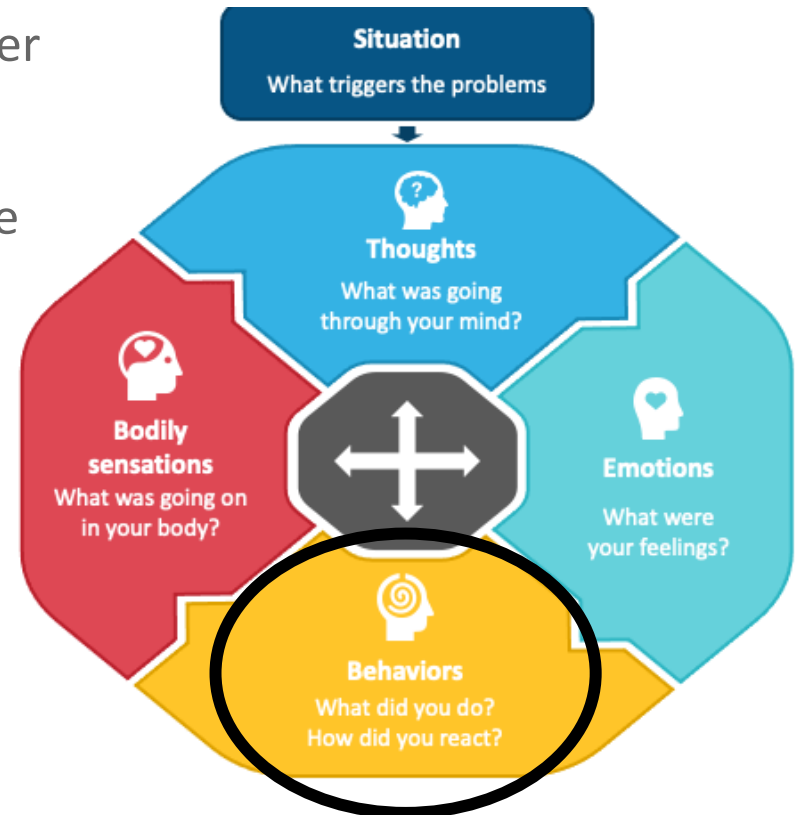 er
e
Situation
What triggers the problems
?
Thoughts
What was going
through your mind?
Bodily
sensations
What was going on
in your body?
Emotions
What were
your feelings?
Behaviors
What did you do?
How did you react?